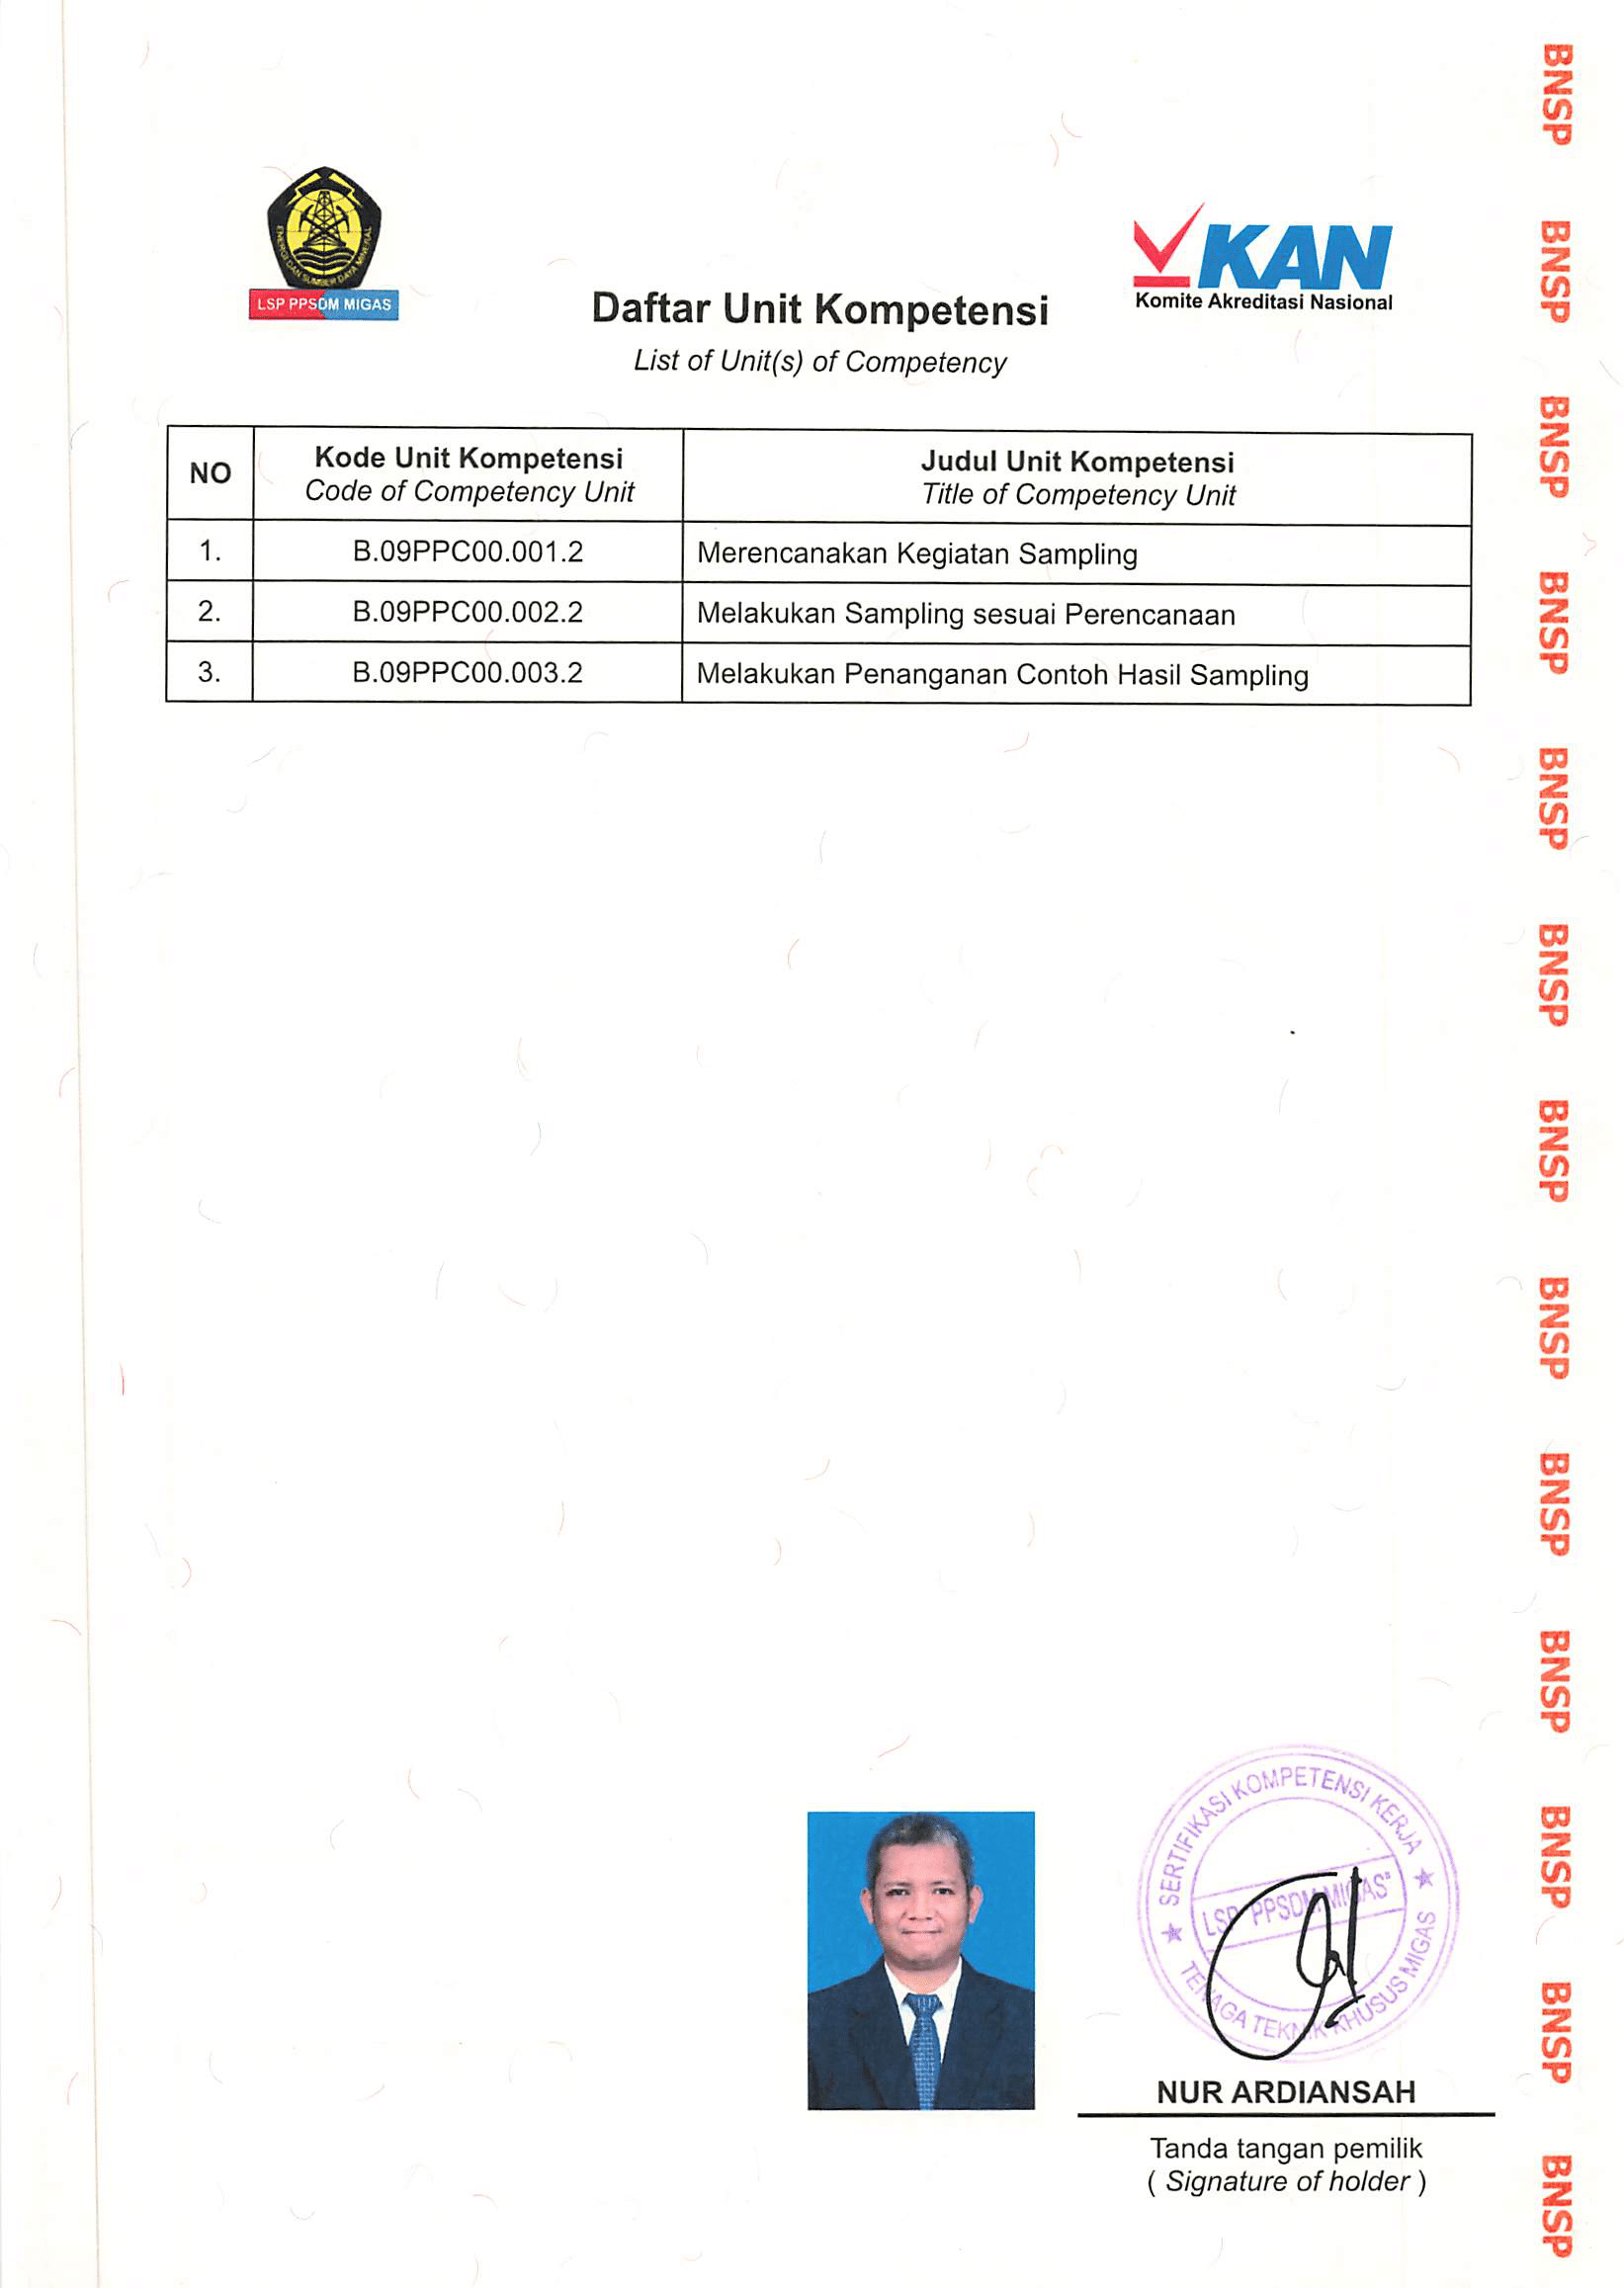 ENERGI DAN SUMBER DAYA MINERAL
LSP PPSDM MIGAS
KAN
Komite Akreditasi Nasional
Daftar Unit Kompetensi
List of Unit(s) of Competency
NO Kode Unit Kompetensi Judul Unit Kompetensi
Code of Competency Unit Title of Competency Unit
1. B.09PPC00.001.2 Merencanakan Kegiatan Sampling
2. B.09PPC00.002.2 Melakukan Sampling sesuai Perencanaan
3. B.09PPC00.003.2 Melakukan Penanganan Contoh Hasil Sampling
SERTIFIKASI KOMPETENSI KERJA
LSP "PPSDM MIGAS"
TENAGA TEKNIK KHUSUS MIGAS
NUR ARDIANSAH
Tanda tangan pemilik
( Signature of holder )
BNSP
BNSP
BNSP
BNSP
BNSP
BNSP
BNSP
BNSP
BNSP
BNSP
BNSP
BNSP
BNSP